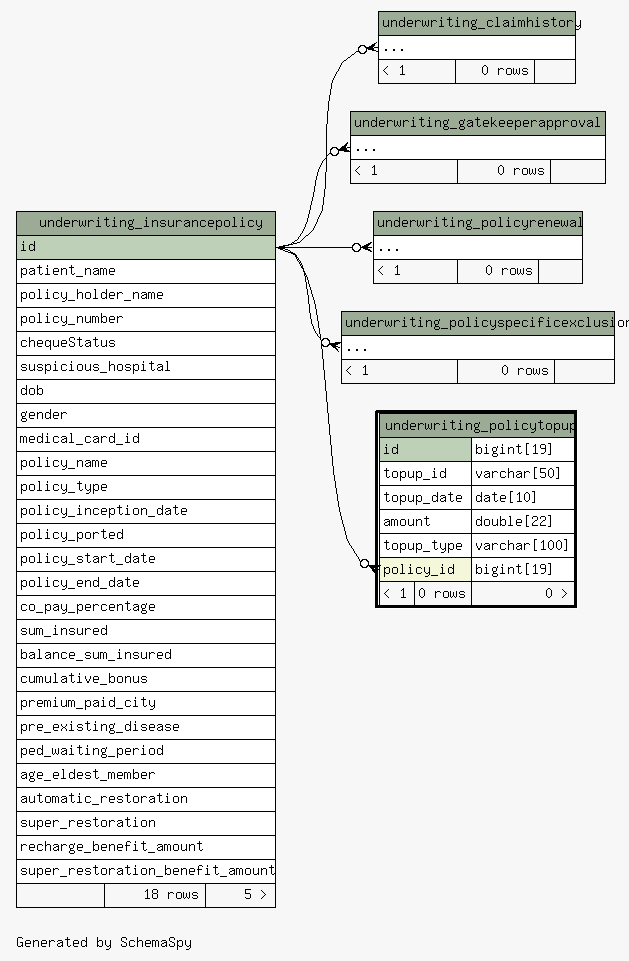 underwriting_claimhistory
...
< 1 0 rows
underwriting_gatekeeperapproval
...
< 1 0 rows
underwriting_insurancepolicy
id
patient_name
policy_holder_name
policy_number
chequeStatus
suspicious_hospital
dob
gender
medical_card_id
policy_name
policy_type
policy_inception_date
policy_ported
policy_start_date
policy_end_date
co_pay_percentage
sum_insured
balance_sum_insured
cumulative_bonus
premium_paid_city
pre_existing_disease
ped_waiting_period
age_eldest_member
automatic_restoration
super_restoration
recharge_benefit_amount
super_restoration_benefit_amount
18 rows 5 >
underwriting_policyrenewal
...
< 1 0 rows
underwriting_policyspecificexclusion
...
< 1 0 rows
underwriting_policytopup
id bigint[19]
topup_id varchar[50]
topup_date date[10]
amount double[22]
topup_type varchar[100]
policy_id bigint[19]
< 1 0 rows 0 >
Generated by SchemaSpy